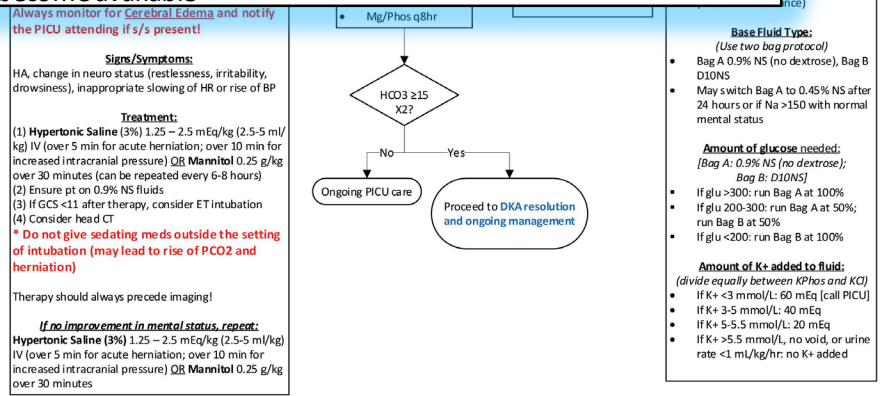 become available
Always monitor for Cerebral Edema and notify
the PICU attending if s/s present!
Signs/Symptoms:
HA, change in neuro status (restlessness, irritability,
drowsiness), inappropriate slowing of HR or rise of BP
Treatment:
(1) Hypertonic Saline (3%) 1.25 – 2.5 mEq/kg (2.5-5 ml/
kg) IV (over 5 min for acute herniation; over 10 min for
increased intracranial pressure) OR Mannitol 0.25 g/kg
over 30 minutes (can be repeated every 6-8 hours)
(2) Ensure pt on 0.9% NS fluids
(3) If GCS <11 after therapy, consider ET intubation
(4) Consider head CT
* Do not give sedating meds outside the setting
of intubation (may lead to rise of PCO2 and
herniation)
Therapy should always precede imaging!
If no improvement in mental status, repeat:
Hypertonic Saline (3%) 1.25 – 2.5 mEq/kg (2.5-5 ml/kg)
IV (over 5 min for acute herniation; over 10 min for
increased intracranial pressure) OR Mannitol 0.25 g/kg
over 30 minutes
• Mg/Phos q8hr
HCO3 ≥15
X2?
No
Yes
Ongoing PICU care
Proceed to DKA resolution
and ongoing management
Base Fluid Type:
(Use two bag protocol)
• Bag A 0.9% NS (no dextrose), Bag B
D10NS
• May switch Bag A to 0.45% NS after
24 hours or if Na >150 with normal
mental status
Amount of glucose needed:
[Bag A: 0.9% NS (no dextrose);
Bag B: D10NS]
▪ If glu >300: run Bag A at 100%
▪ If glu 200-300: run Bag A at 50%;
run Bag B at 50%
▪ If glu <200: run Bag B at 100%
Amount of K+ added to fluid:
(divide equally between KPhos and KCl)
• If K+ <3 mmol/L: 60 mEq [call PICU]
• If K+ 3-5 mmol/L: 40 mEq
• If K+ 5-5.5 mmol/L: 20 mEq
• If K+ >5.5 mmol/L, no void, or urine
rate <1 mL/kg/hr: no K+ added